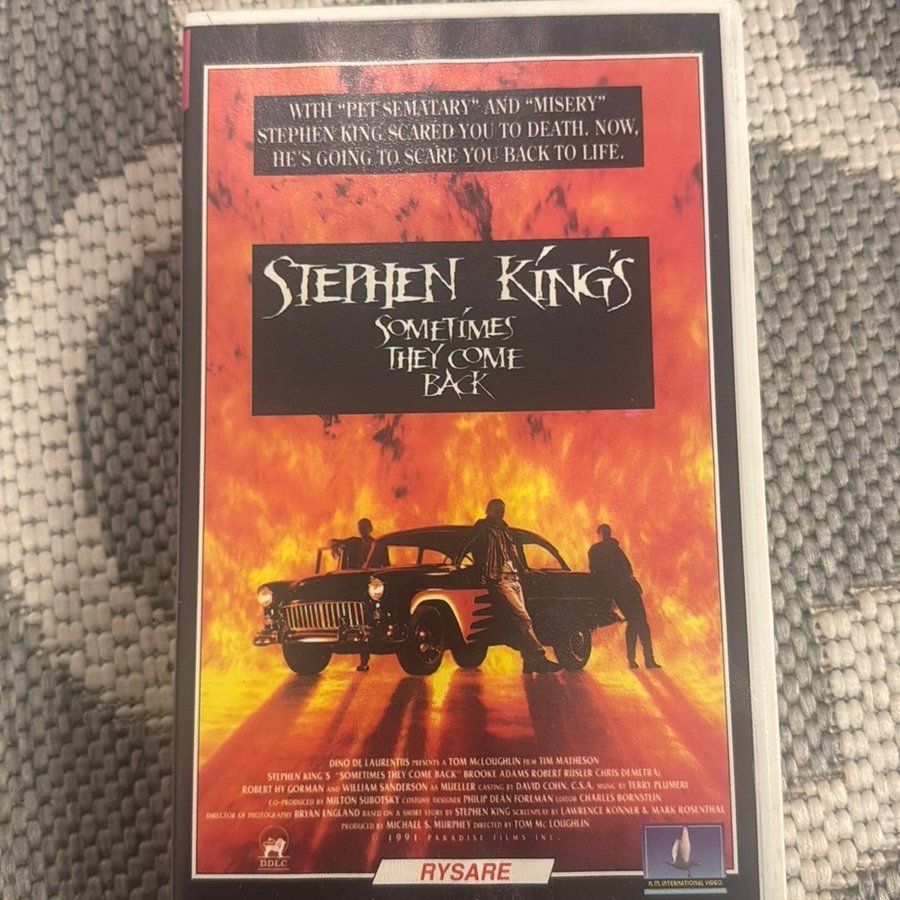 WITH "PET SEMATARY" AND "MISERY"
STEPHEN KING SCARED YOU TO DEATH. NOW,
HE'S GOING TO SCARE YOU BACK TO LIFE.
STEPHEN KING'S
SOMETIMES
THEY COME
BACK
DINO DE LAURENTIIS PRESENTS A TOM McLOUGHLIN FILM TIM MATHESON
STEPHEN KING'S "SOMETIMES THEY COME BACK" BROOKE ADAMS ROBERT RUSLER CHRIS DEMETRAL
ROBERT HY GORMAN AND WILLIAM SANDERSON AS MUELLER CASTING BY DAVID COHN, C.S.A. MUSIC BY TERRY PLUMERI
CO-PRODUCED BY MILTON SUBOTSKY COSTUME DESIGNER PHILIP DEAN FOREMAN EDITOR CHARLES BORNSTEIN
DIRECTOR OF PHOTOGRAPHY BRYAN ENGLAND BASED ON A SHORT STORY BY STEPHEN KING SCREENPLAY BY LAWRENCE KONNER & MARK ROSENTHAL
PRODUCED BY MICHAEL S. MURPHEY DIRECTED BY TOM McLOUGHLIN
© 1991 PARADISE FILMS INC.
DDLC
RYSARE
N.M. INTERNATIONAL VIDEO